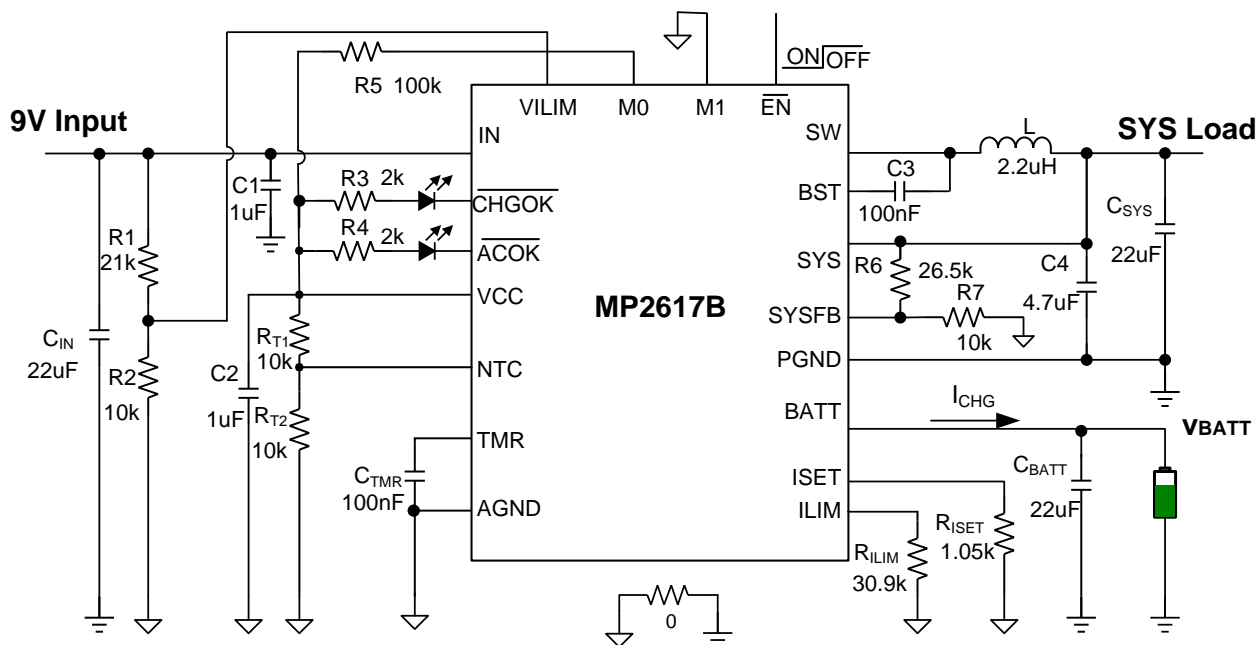 ON OFF
R5 100k
VILIM
M0
M1
EN
9V Input
IN
SW
L
2.2uH
SYS Load
C1
1uF
R3 2k
CHGOK
BST
C3
100nF
R4 2k
ACOK
CSYS
22uF
R1
21k
SYS
R6
26.5k
C4
4.7uF
VCC
MP2617B
SYSFB
R7
10k
CIN
22uF
RT1
10k
NTC
PGND
R2
10k
C2
1uF
RT2
10k
BATT
ICHG
VBATT
TMR
CTMR
100nF
CBATT
22uF
ISET
AGND
ILIM
RISET
1.05k
RILIM
30.9k
0